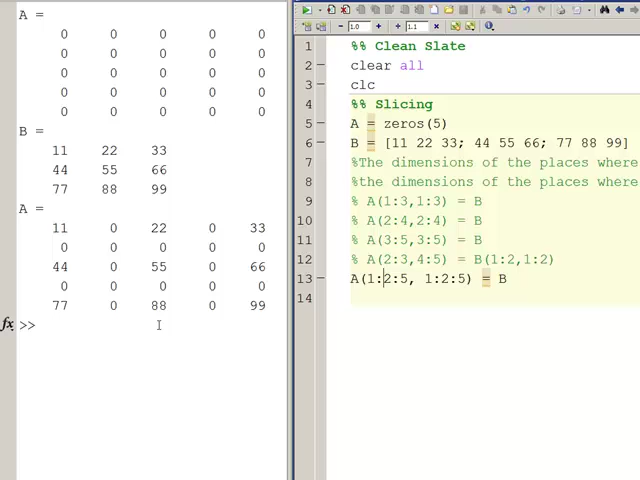 A =
0 0 0 0 0
0 0 0 0 0
0 0 0 0 0
0 0 0 0 0
0 0 0 0 0
B =
11 22 33
44 55 66
77 88 99
A =
11 0 22 0 33
0 0 0 0 0
44 0 55 0 66
0 0 0 0 0
77 0 88 0 99
fx >>
1.0 1.1
1 %% Clean Slate
2 clear all
3 clc
4 %% Slicing
5 A = zeros(5)
6 B = [11 22 33; 44 55 66; 77 88 99]
7 %The dimensions of the places where
8 %the dimensions of the places where
9 % A(1:3,1:3) = B
10 % A(2:4,2:4) = B
11 % A(3:5,3:5) = B
12 % A(2:3,4:5) = B(1:2,1:2)
13 A(1:2:5, 1:2:5) = B
14